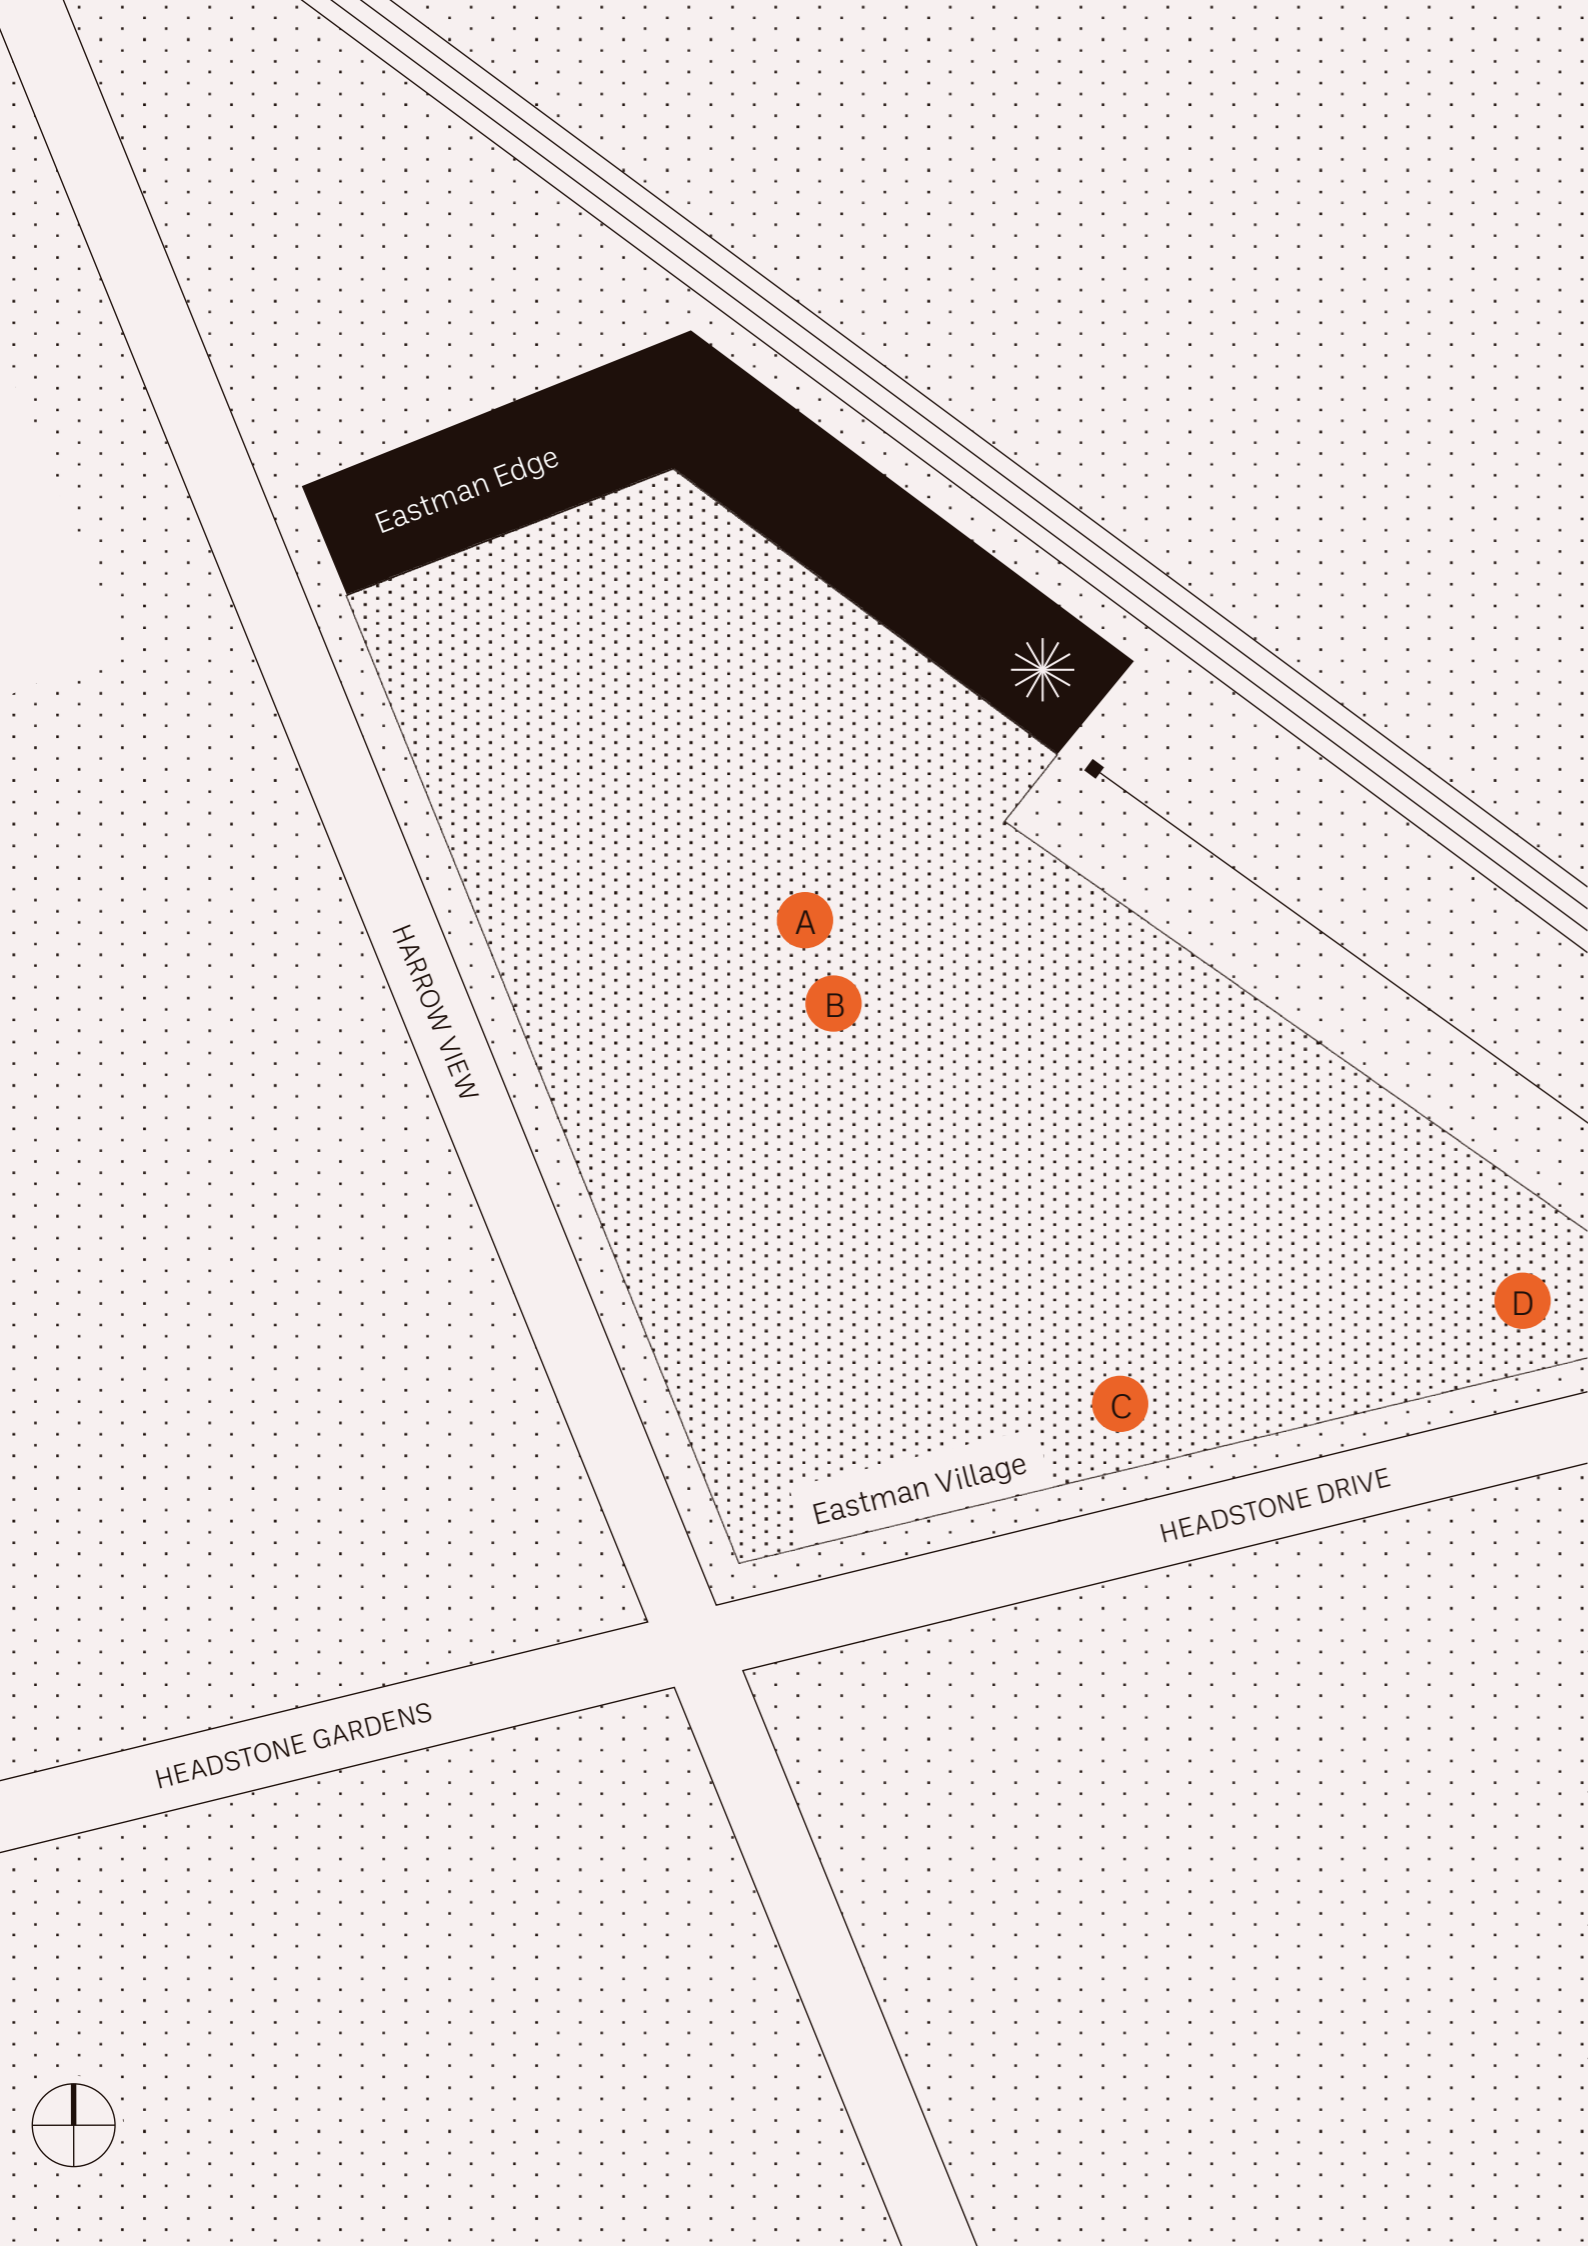 Eastman Edge
A
B
HARROW VIEW
D
C
Eastman Village
HEADSTONE DRIVE
HEADSTONE GARDENS